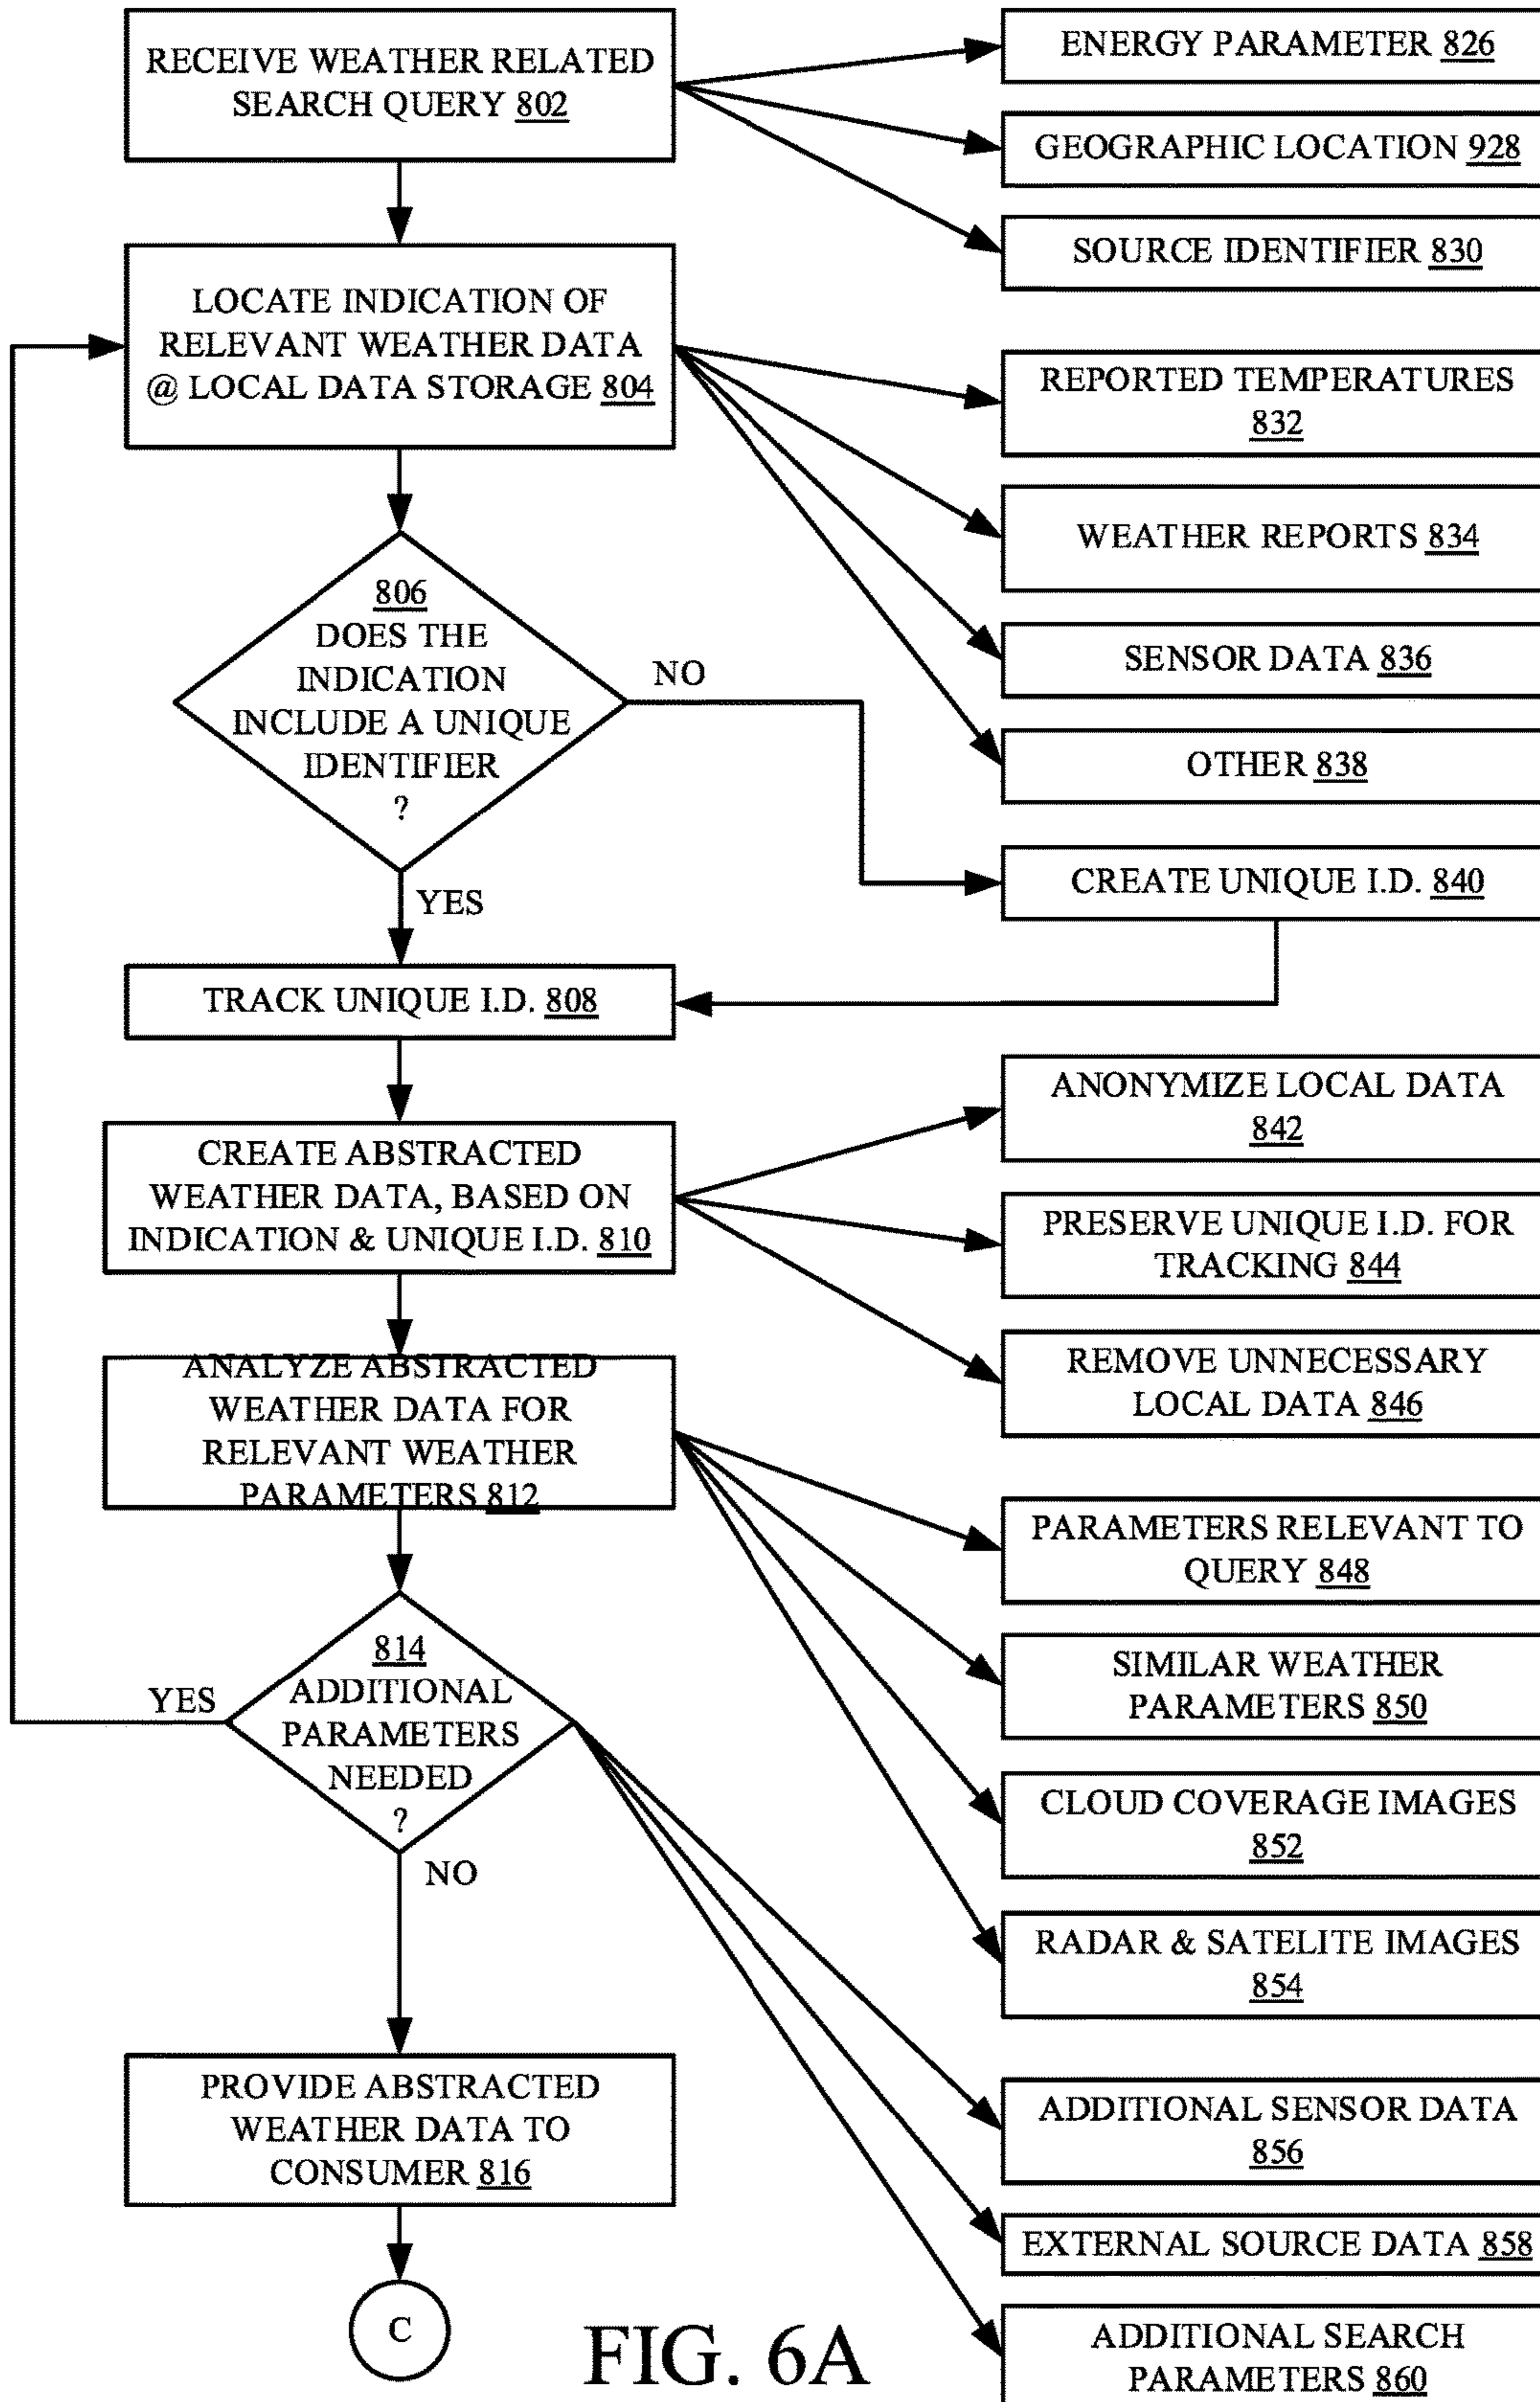 RECEIVE WEATHER RELATED
SEARCH QUERY 802
ENERGY PARAMETER 826
GEOGRAPHIC LOCATION 928
SOURCE IDENTIFIER 830
LOCATE INDICATION OF
RELEVANT WEATHER DATA
@ LOCAL DATA STORAGE 804
REPORTED TEMPERATURES
832
WEATHER REPORTS 834
SENSOR DATA 836
OTHER 838
806
DOES THE
INDICATION
INCLUDE A UNIQUE
IDENTIFIER
?
NO
YES
CREATE UNIQUE I.D. 840
TRACK UNIQUE I.D. 808
CREATE ABSTRACTED
WEATHER DATA, BASED ON
INDICATION & UNIQUE I.D. 810
ANONYMIZE LOCAL DATA
842
PRESERVE UNIQUE I.D. FOR
TRACKING 844
REMOVE UNNECESSARY
LOCAL DATA 846
ANALYZE ABSTRACTED
WEATHER DATA FOR
RELEVANT WEATHER
PARAMETERS 812
PARAMETERS RELEVANT TO
QUERY 848
SIMILAR WEATHER
PARAMETERS 850
CLOUD COVERAGE IMAGES
852
RADAR & SATELITE IMAGES
854
814
ADDITIONAL
PARAMETERS
NEEDED
?
YES
NO
ADDITIONAL SENSOR DATA
856
EXTERNAL SOURCE DATA 858
ADDITIONAL SEARCH
PARAMETERS 860
PROVIDE ABSTRACTED
WEATHER DATA TO
CONSUMER 816
C
FIG. 6A